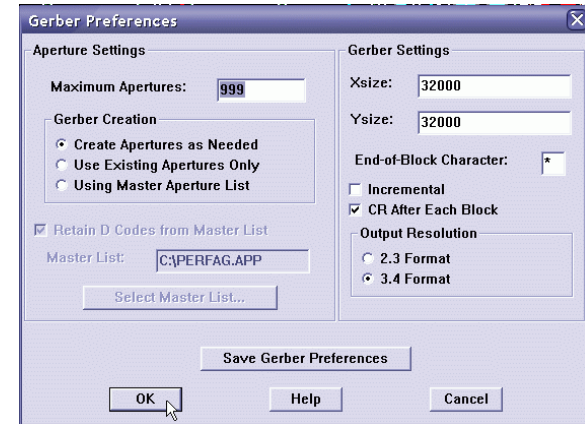 Gerber Preferences
Aperture Settings
Maximum Apertures: 999
Gerber Creation
Create Apertures as Needed
Use Existing Apertures Only
Using Master Aperture List
Retain D Codes from Master List
Master List: C:\PERFAG.APP
Select Master List...
Gerber Settings
Xsize: 32000
Ysize: 32000
End-of-Block Character: *
Incremental
CR After Each Block
Output Resolution
2.3 Format
3.4 Format
Save Gerber Preferences
OK Help Cancel